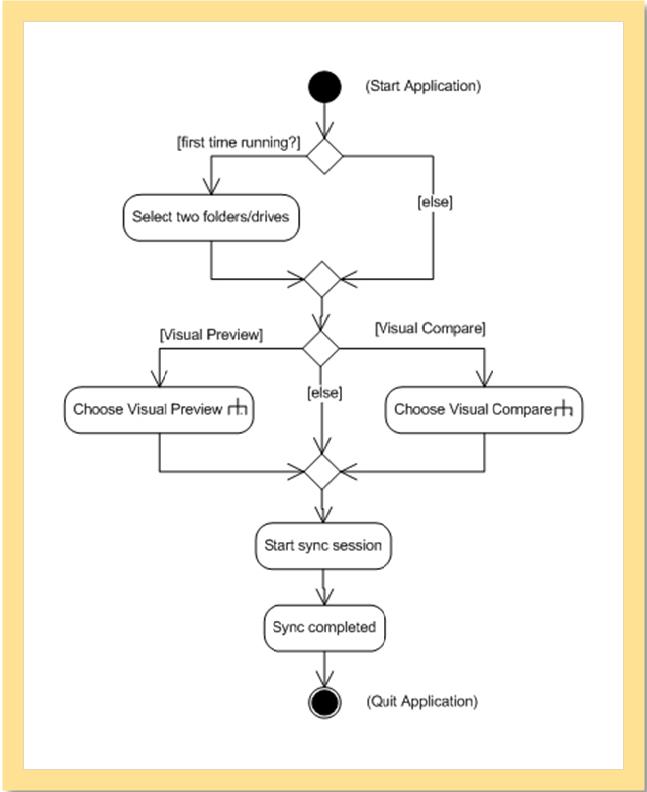 (Start Application)
[first time running?]
[else]
Select two folders/drives
[Visual Preview]
[Visual Compare]
[else]
Choose Visual Preview
Choose Visual Compare
Start sync session
Sync completed
(Quit Application)